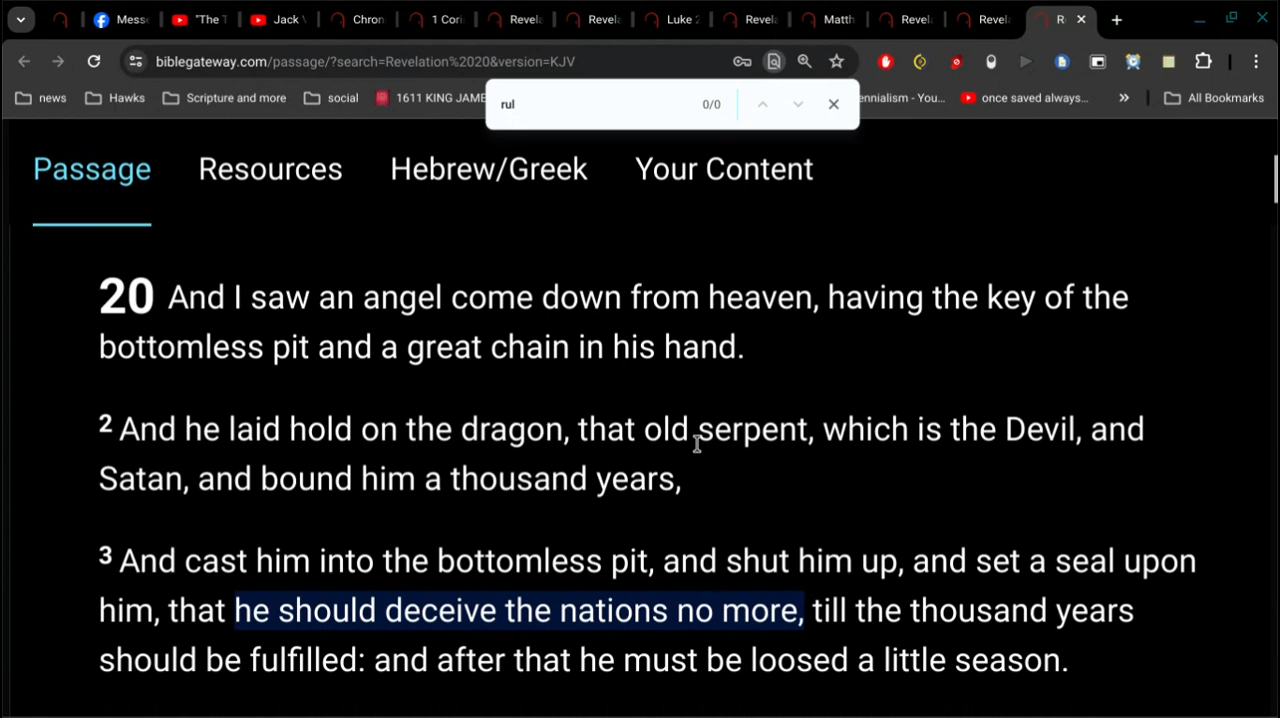 Mess
"The T
Jack \
Chron
1 Cori
Revela
Revela
Luke 2
Revela
Matth
Revel
Revela
R
biblegateway.com/passage/?search=Revelation%2020&version=KJV
news
Hawks
Scripture and more
social
1611 KING JAME
ennialism - You...
once saved always...
All Bookmarks
rul
0/0
Passage
Resources
Hebrew/Greek
Your Content
20 And I saw an angel come down from heaven, having the key of the
bottomless pit and a great chain in his hand.
2 And he laid hold on the dragon, that old serpent, which is the Devil, and
Satan, and bound him a thousand years,
3 And cast him into the bottomless pit, and shut him up, and set a seal upon
him, that he should deceive the nations no more, till the thousand years
should be fulfilled: and after that he must be loosed a little season.